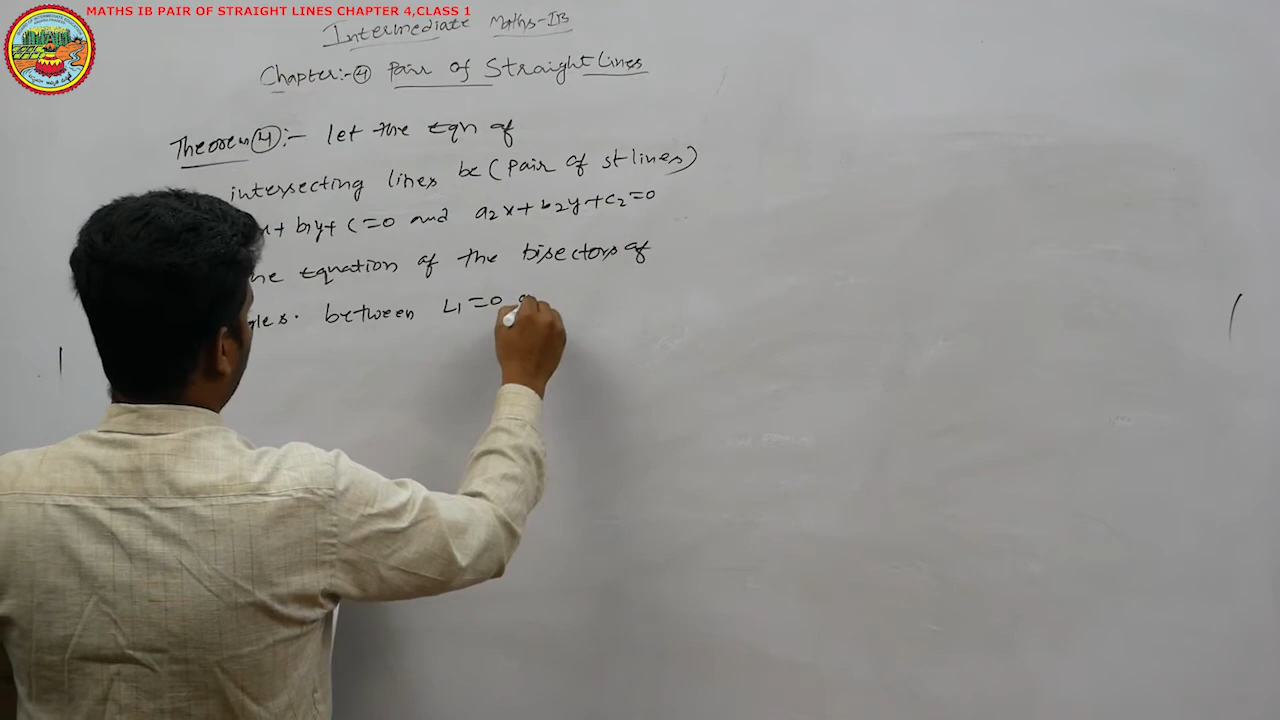 MATHS IB PAIR OF STRAIGHT LINES CHAPTER 4,CLASS 1
Intermediate Maths-IB
Chapter:-④ Pair of Straight Lines
Theorem ④:- let the Eqn of
intersecting lines be (Pair of st lines)
+ b1y+ C=0 and a2x+b2y+c2=0
Equation of the bisectors of
between L1=0